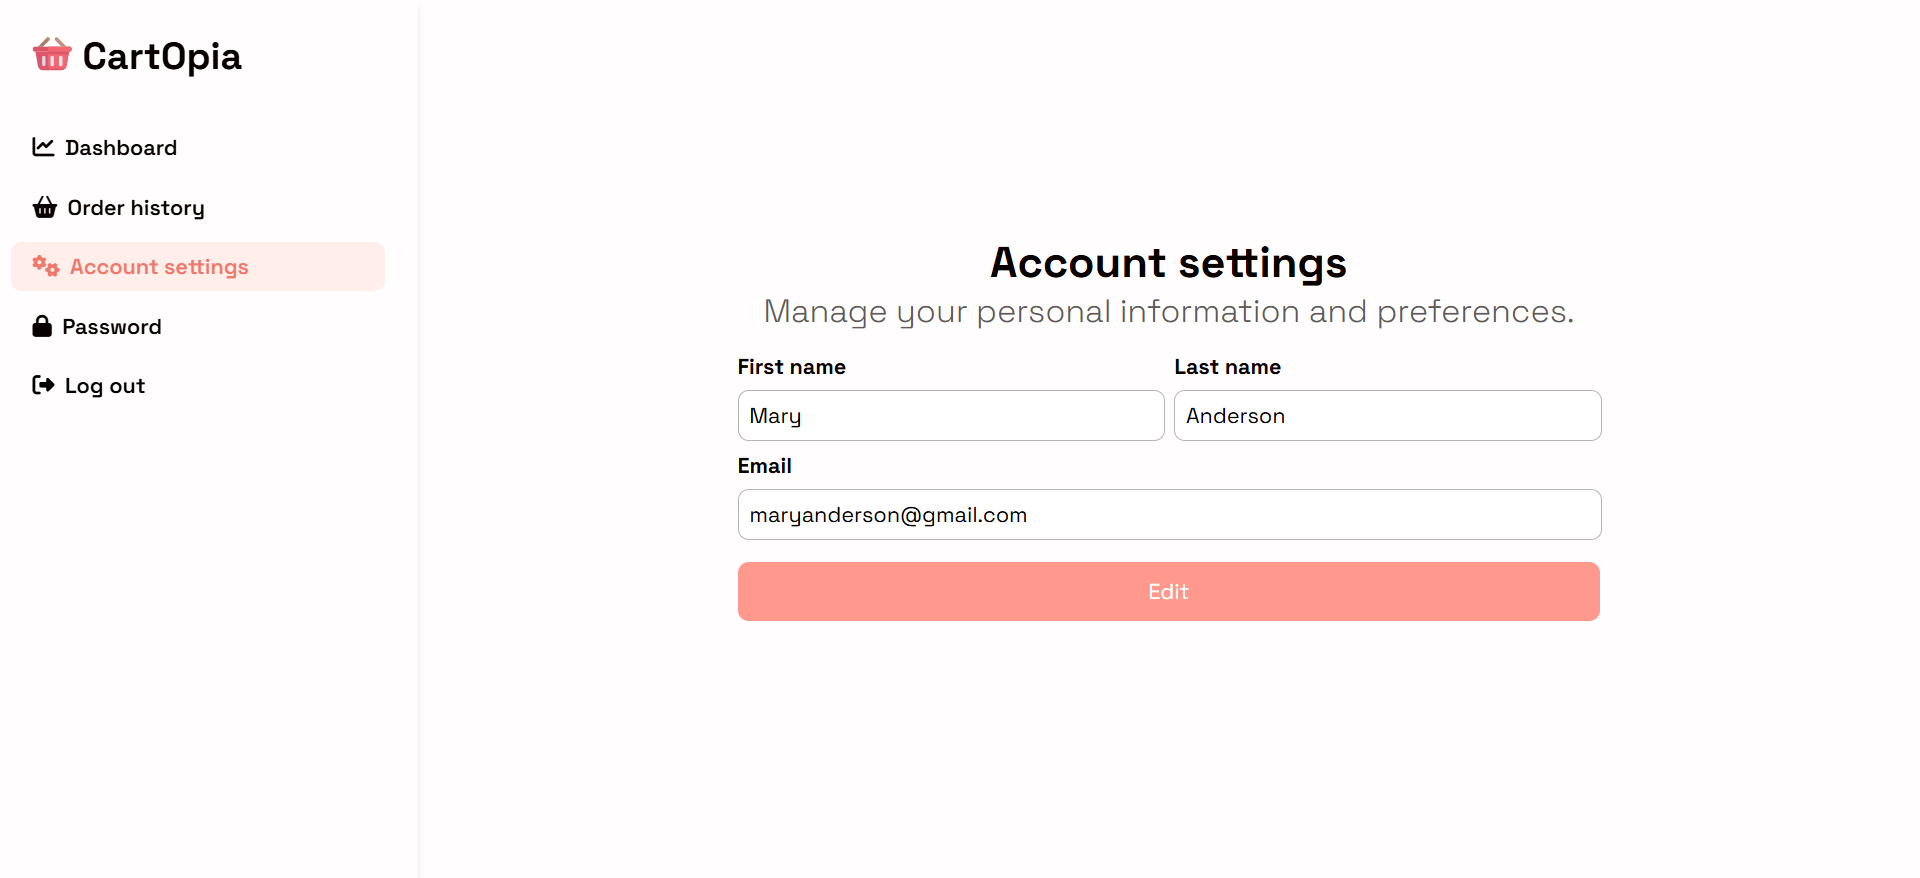 CartOpia
Dashboard
Order history
Account settings
Password
Log out
Account settings
Manage your personal information and preferences.
First name
Last name
Mary
Anderson
Email
maryanderson@gmail.com
Edit